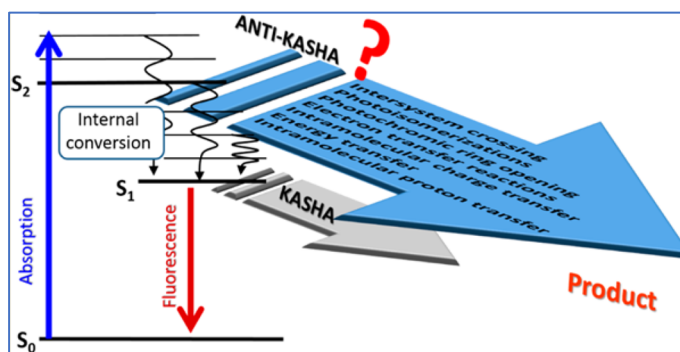 ANTI-KASHA
?
S2
Intersystem crossing
Photoisomerizations
Photochromic ring opening
Electron transfer reactions
Intramolecular charge transfer
Energy transfer
Intramolecular proton transfer
Internal
conversion
S1
KASHA
Absorption
Fluorescence
Product
S0